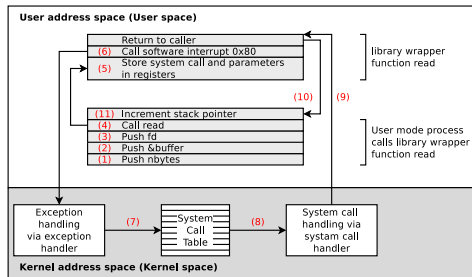 User address space (User space)
Return to caller
(6) Call software interrupt 0x80
(5) Store system call and parameters
in registers
library wrapper
function read
(10)
(9)
(11) Increment stack pointer
(4) Call read
(3) Push fd
(2) Push &buffer
(1) Push nbytes
User mode process
calls library wrapper
function read
Exception
handling
via exception
handler
(7)
System
Call
Table
(8)
System call
handling via
systam call
handler
Kernel address space (Kernel space)